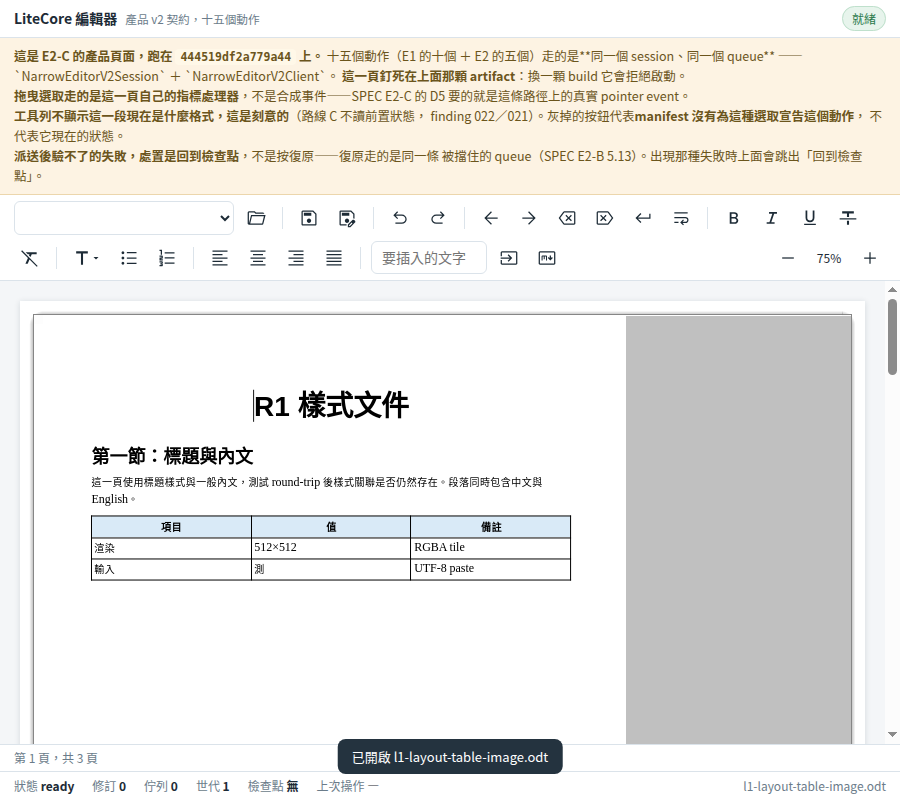 LiteCore 編輯器 產品 v2 契約，十五個動作 就緒
這是 E2-C 的產品頁面，跑在 444519df2a779a44 上。 十五個動作（E1 的十個 ＋ E2 的五個）走的是**同一個 session、同一個 queue** ——
`NarrowEditorV2Session` ＋ `NarrowEditorV2Client`。 這一頁釘死在上面那顆 artifact：換一顆 build 它會拒絕啟動。
拖曳選取走的是這一頁自己的指標處理器，不是合成事件——SPEC E2-C 的 D5 要的就是這條路徑上的真實 pointer event。
工具列不顯示這一段現在是什麼格式，這是刻意的（路線 C 不讀前置狀態， finding 022／021）。灰掉的按鈕代表manifest 沒有為這種選取宣告這個動作， 不
代表它現在的狀態。
派送後驗不了的失敗，處置是回到檢查點，不是按復原——復原走的是同一條 被擋住的 queue（SPEC E2-B 5.13）。出現那種失敗時上面會跳出「回到檢查
點」。
B I U T
T 要插入的文字 75%
R1 樣式文件
第一節：標題與內文
這一頁使用標題樣式與一般內文，測試 round-trip 後樣式關聯是否仍然存在。段落同時包含中文與
English。
項目 值 備註
渲染 512×512 RGBA tile
輸入 測 UTF-8 paste
第 1 頁，共 3 頁
已開啟 l1-layout-table-image.odt
狀態 ready 修訂 0 佇列 0 世代 1 檢查點 無 上次操作 一 l1-layout-table-image.odt